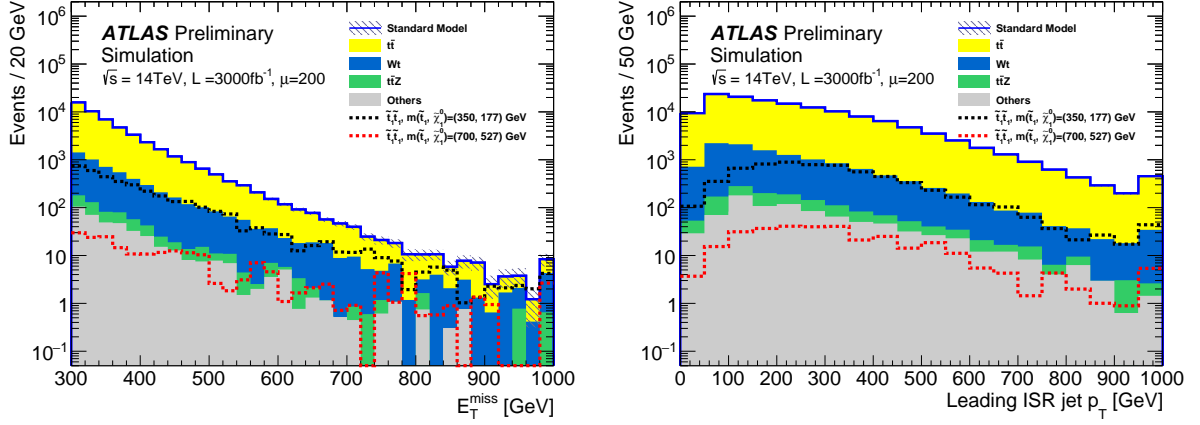 Events / 20 GeV
10⁶
10⁵
10⁴
10³
10²
10
1
10⁻¹
ATLAS Preliminary
Simulation
√s = 14TeV, L =3000fb⁻¹, μ=200
Standard Model
tt̄
Wt
tt̄Z
Others
t̃₁t̃₁, m(t̃₁, χ̃₁⁰)=(350, 177) GeV
t̃₁t̃₁, m(t̃₁, χ̃₁⁰)=(700, 527) GeV
300 400 500 600 700 800 900 1000
E_T^miss [GeV]
Events / 50 GeV
10⁶
10⁵
10⁴
10³
10²
10
1
10⁻¹
ATLAS Preliminary
Simulation
√s = 14TeV, L =3000fb⁻¹, μ=200
Standard Model
tt̄
Wt
tt̄Z
Others
t̃₁t̃₁, m(t̃₁, χ̃₁⁰)=(350, 177) GeV
t̃₁t̃₁, m(t̃₁, χ̃₁⁰)=(700, 527) GeV
0 100 200 300 400 500 600 700 800 900 1000
Leading ISR jet p_T [GeV]